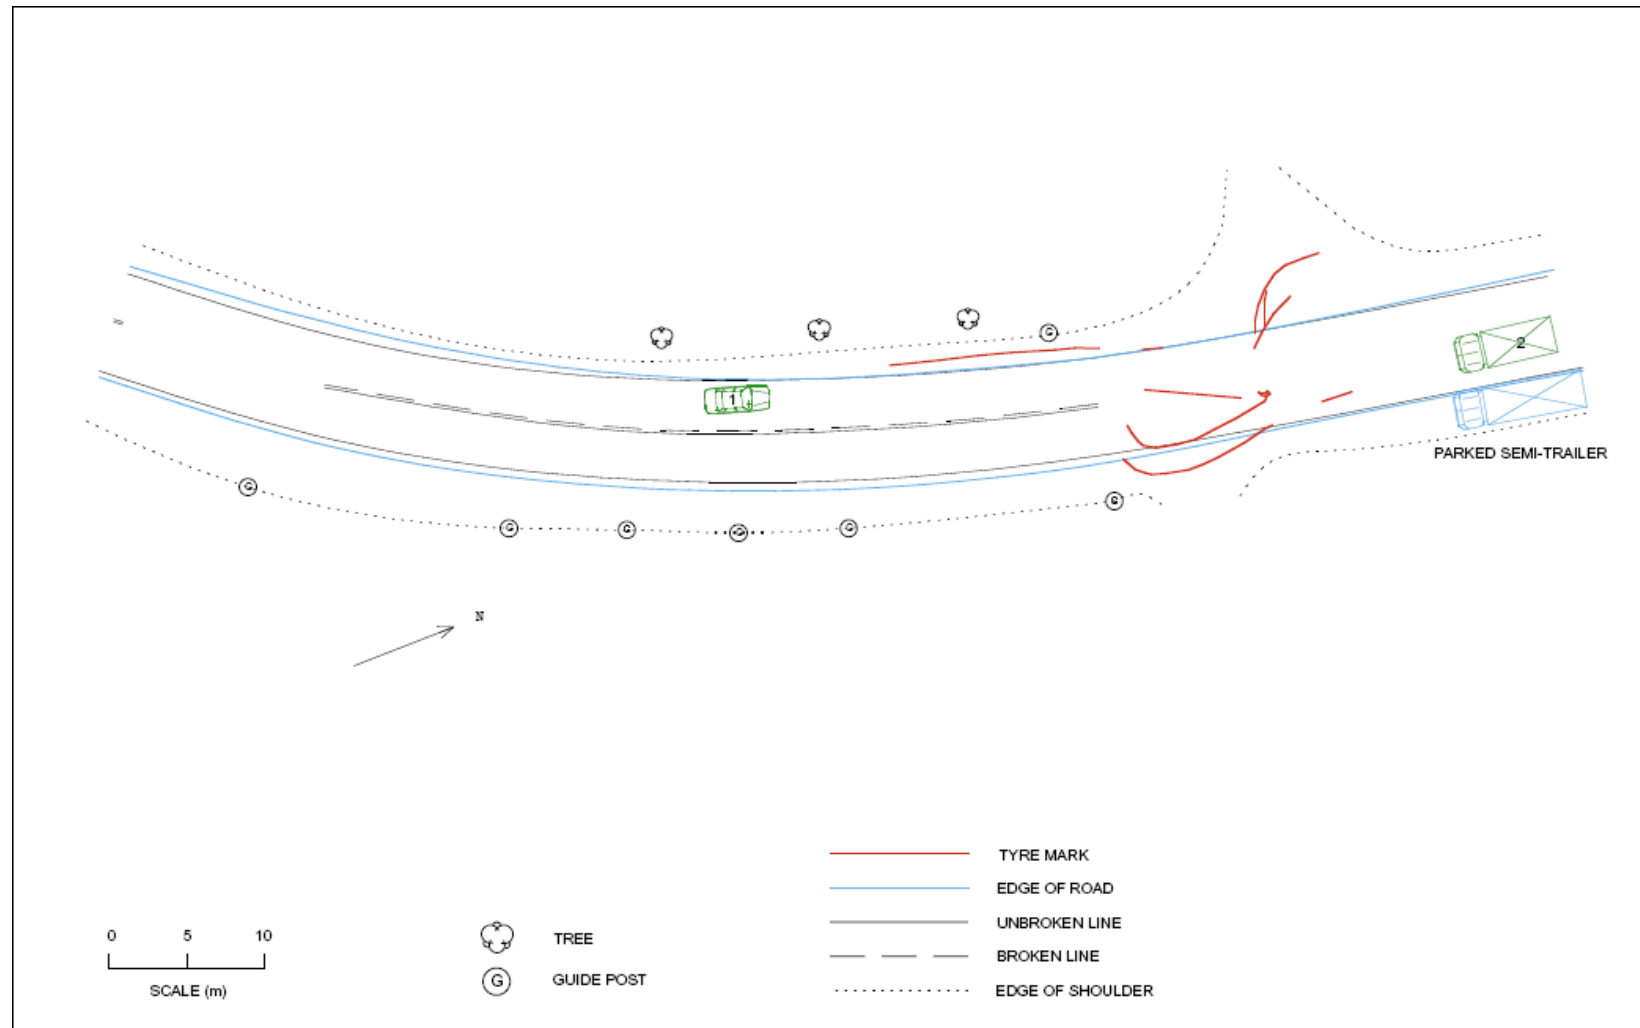 G
1
2
G
PARKED SEMI-TRAILER
G
G
G
G
G
G
N
TYRE MARK
EDGE OF ROAD
UNBROKEN LINE
0 5 10
TREE
BROKEN LINE
G
GUIDE POST
SCALE (m)
EDGE OF SHOULDER